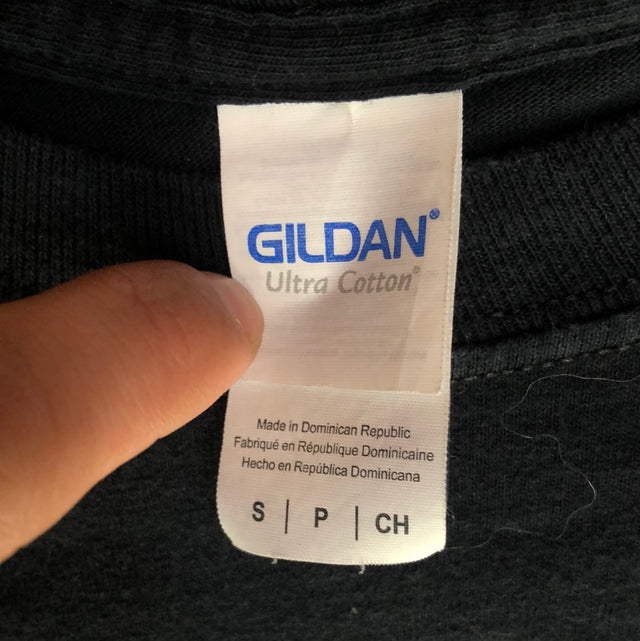 GILDAN®
Ultra Cotton®
Made in Dominican Republic
Fabriqué en République Dominicaine
Hecho en República Dominicana
S | P | CH